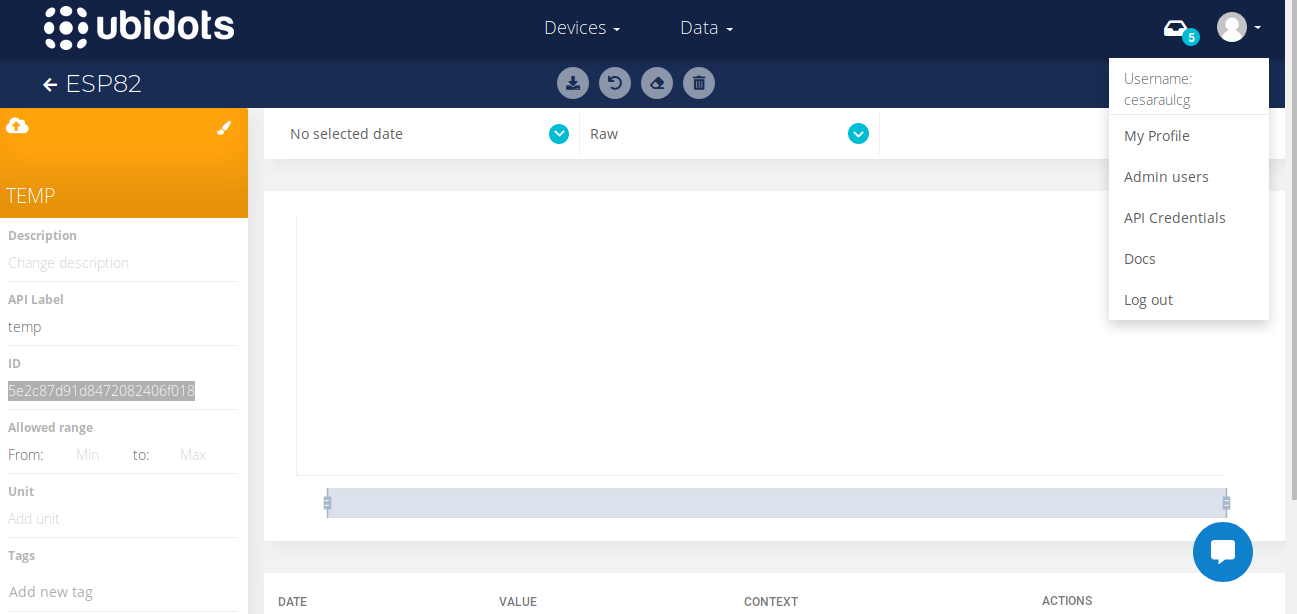 ubidots
Devices
Data
5
ESP82
Username:
cesaraulcg
My Profile
Admin users
API Credentials
Docs
Log out
No selected date
Raw
TEMP
Description
Change description
API Label
temp
ID
5e2c87d91d8472082406f018
Allowed range
From: Min to: Max
Unit
Add unit
Tags
Add new tag
DATE VALUE CONTEXT ACTIONS